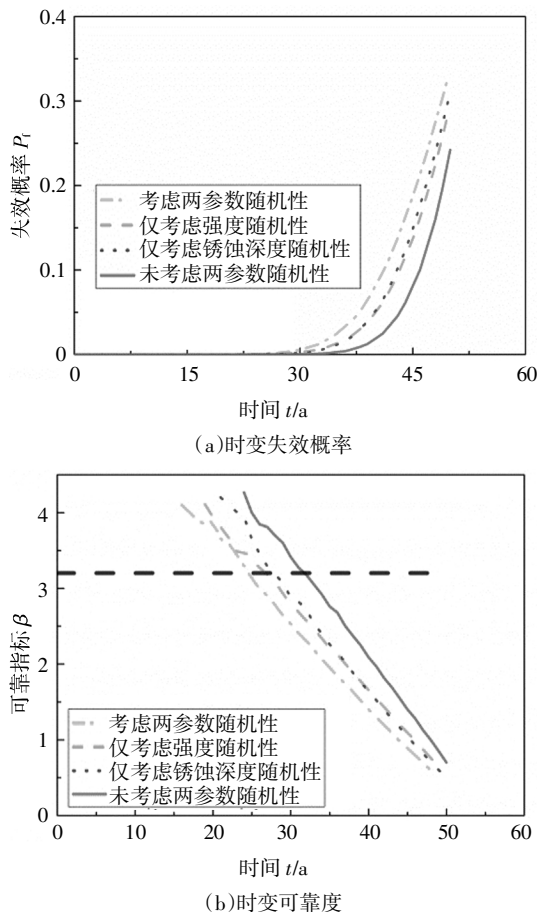 0.4
0.3
0.2
0.1
0
失效概率 Pf
考虑两参数随机性
仅考虑强度随机性
仅考虑锈蚀深度随机性
未考虑两参数随机性
0 15 30 45 60
时间 t/a
(a)时变失效概率
4
3
2
1
0
可靠指标 β
考虑两参数随机性
仅考虑强度随机性
仅考虑锈蚀深度随机性
未考虑两参数随机性
0 10 20 30 40 50 60
时间 t/a
(b)时变可靠度